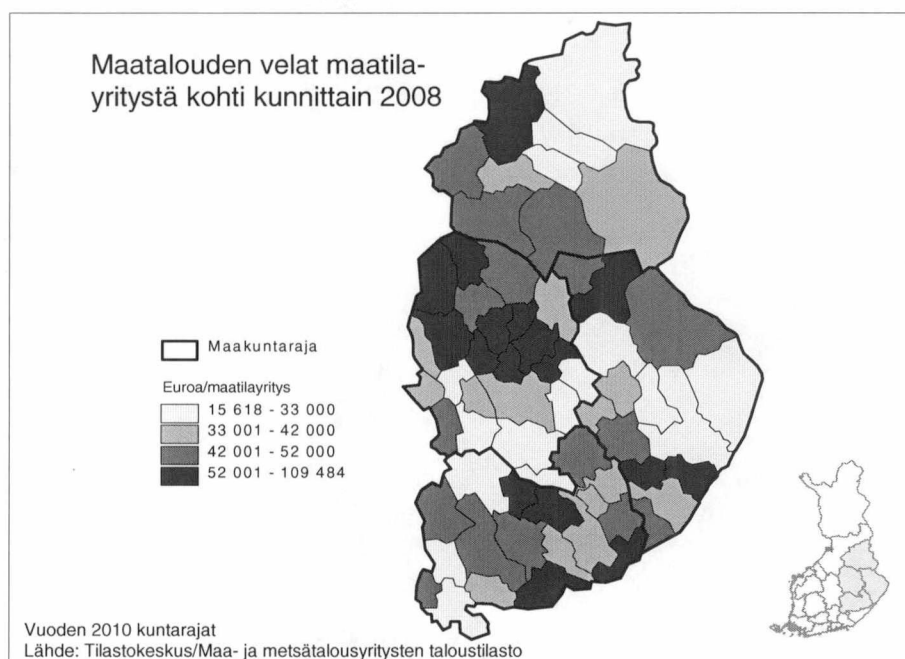 Maatalouden velat maatila-
yritystä kohti kunnittain 2008
Maakuntaraja
Euroa/maatilayritys
15 618 - 33 000
33 001 - 42 000
42 001 - 52 000
52 001 - 109 484
Vuoden 2010 kuntarajat
Lähde: Tilastokeskus/Maa- ja metsätalousyritysten taloustilasto